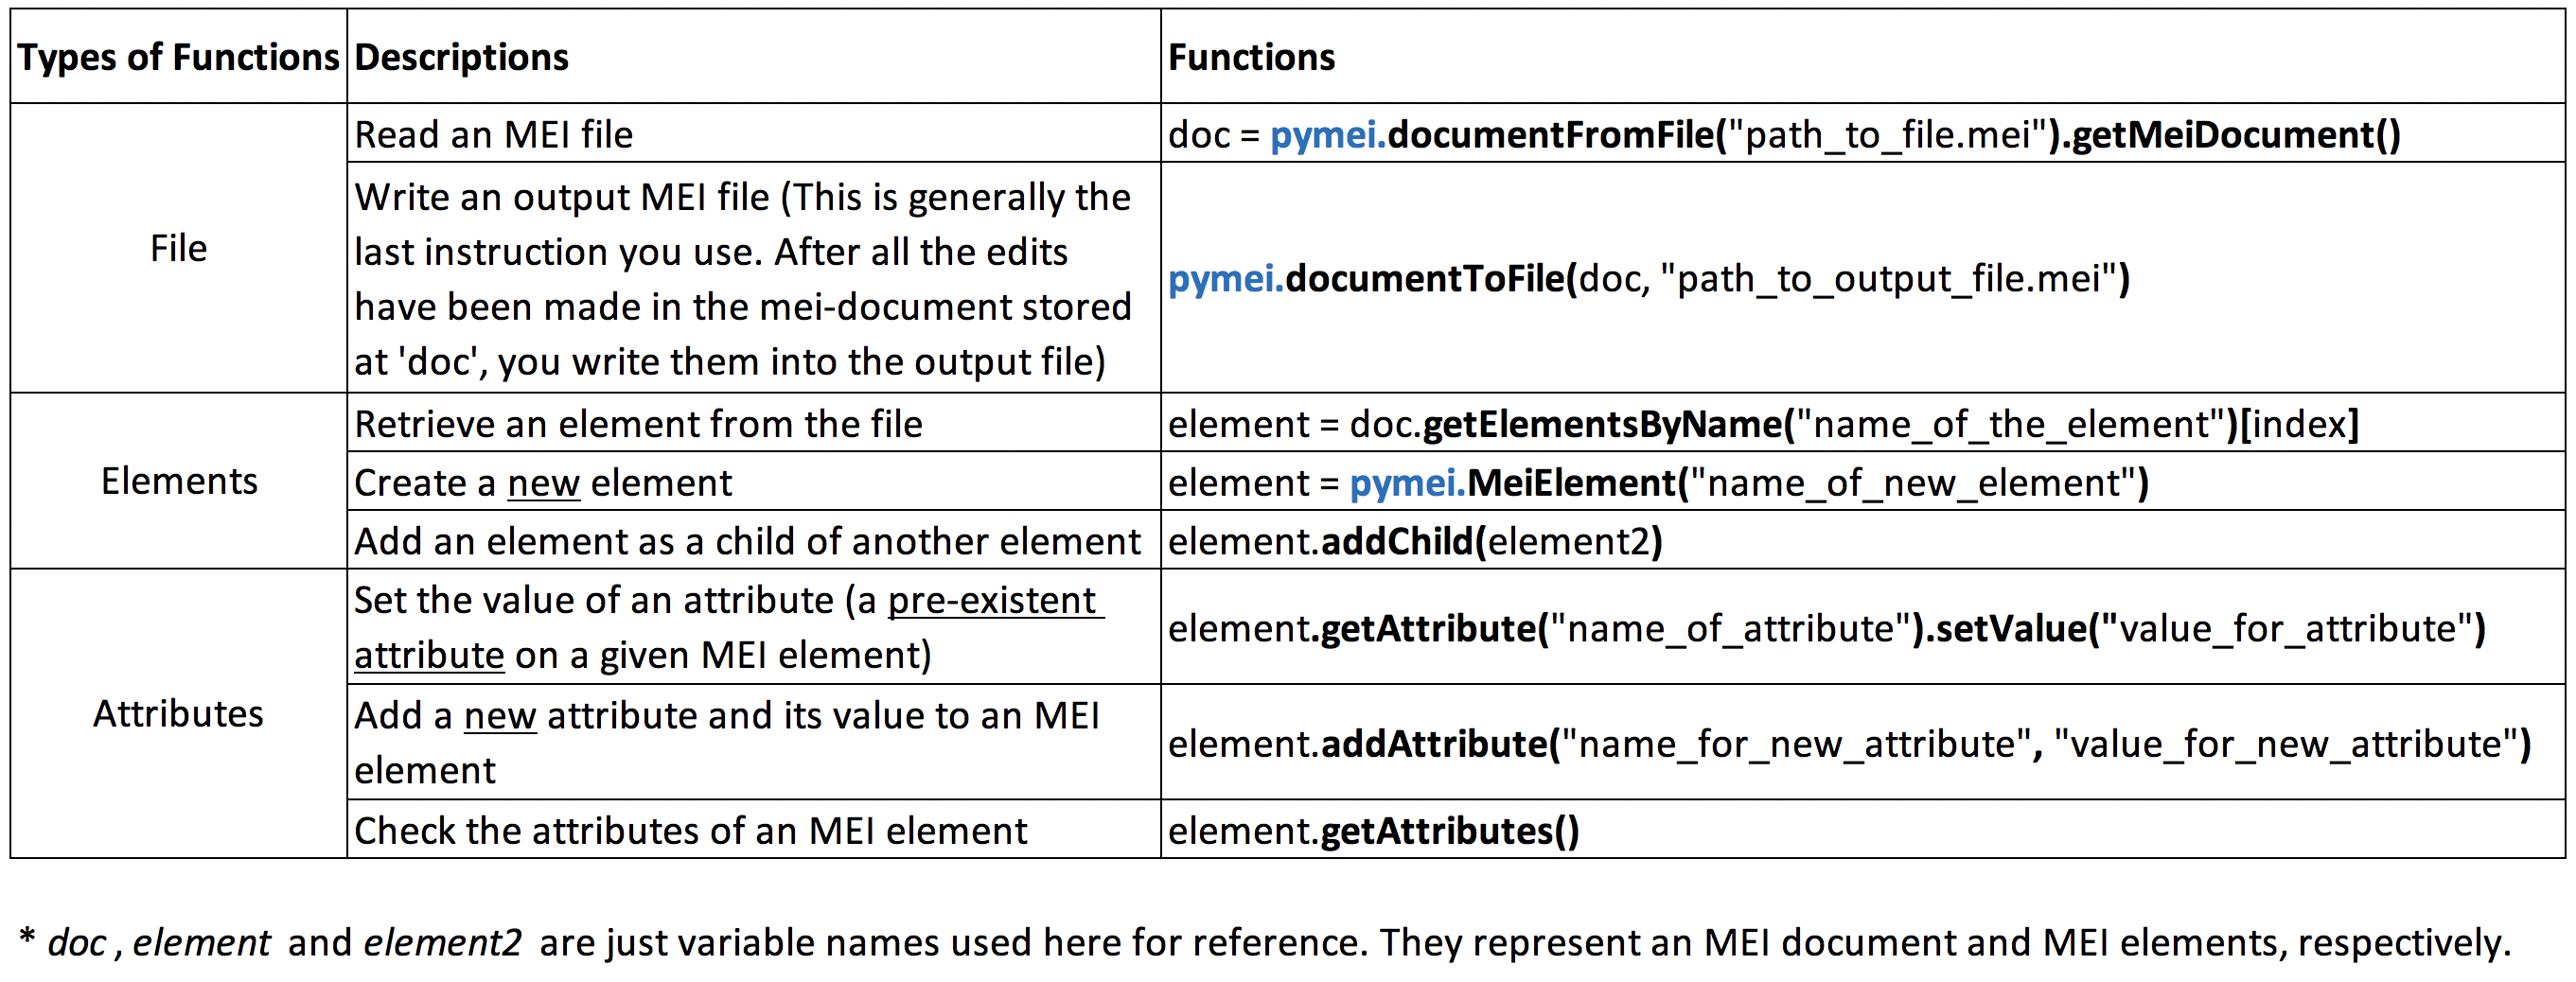 Types of Functions Descriptions Functions
File
Read an MEI file
doc = pymei.documentFromFile("path_to_file.mei").getMeiDocument()
Write an output MEI file (This is generally the
last instruction you use. After all the edits
have been made in the mei-document stored
at 'doc', you write them into the output file)
pymei.documentToFile(doc, "path_to_output_file.mei")
Elements
Retrieve an element from the file
element = doc.getElementsByName("name_of_the_element")[index]
Create a new element
element = pymei.MeiElement("name_of_new_element")
Add an element as a child of another element
element.addChild(element2)
Attributes
Set the value of an attribute (a pre-existent
attribute on a given MEI element)
element.getAttribute("name_of_attribute").setValue("value_for_attribute")
Add a new attribute and its value to an MEI
element
element.addAttribute("name_for_new_attribute", "value_for_new_attribute")
Check the attributes of an MEI element
element.getAttributes()
* doc , element and element2 are just variable names used here for reference. They represent an MEI document and MEI elements, respectively.